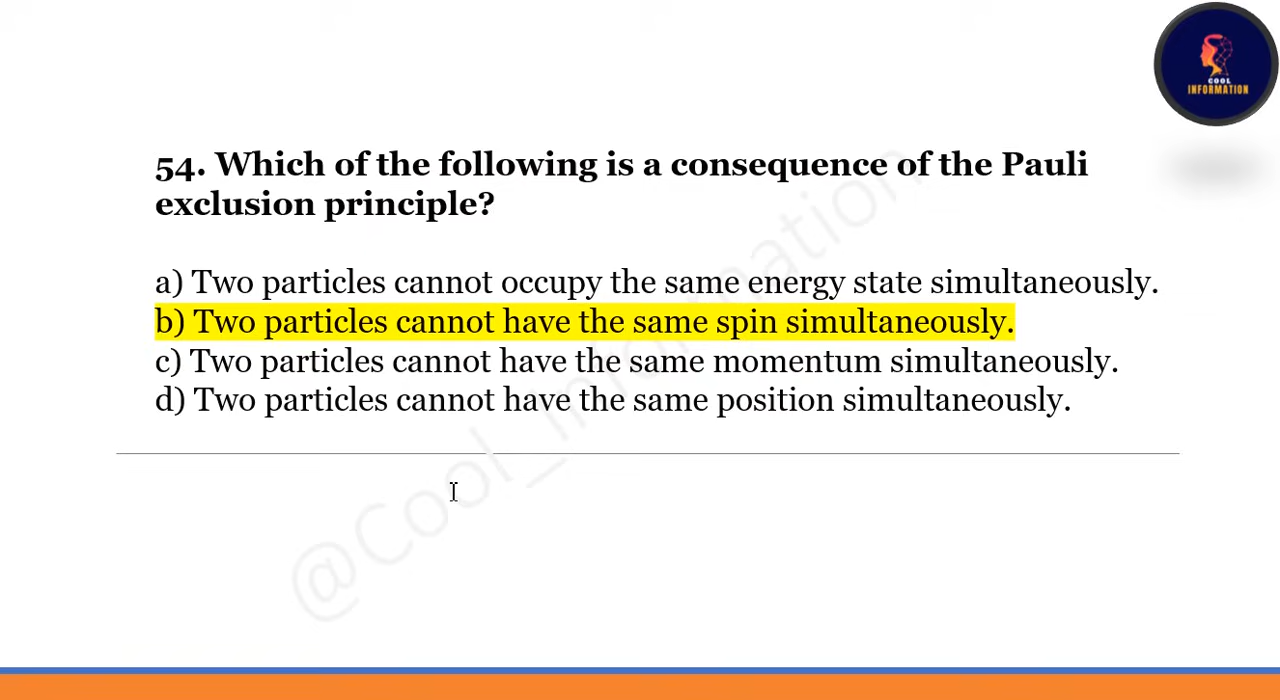 COOL
INFORMATION
54. Which of the following is a consequence of the Pauli
exclusion principle?
a) Two particles cannot occupy the same energy state simultaneously.
b) Two particles cannot have the same spin simultaneously.
c) Two particles cannot have the same momentum simultaneously.
d) Two particles cannot have the same position simultaneously.
@Cool_Information